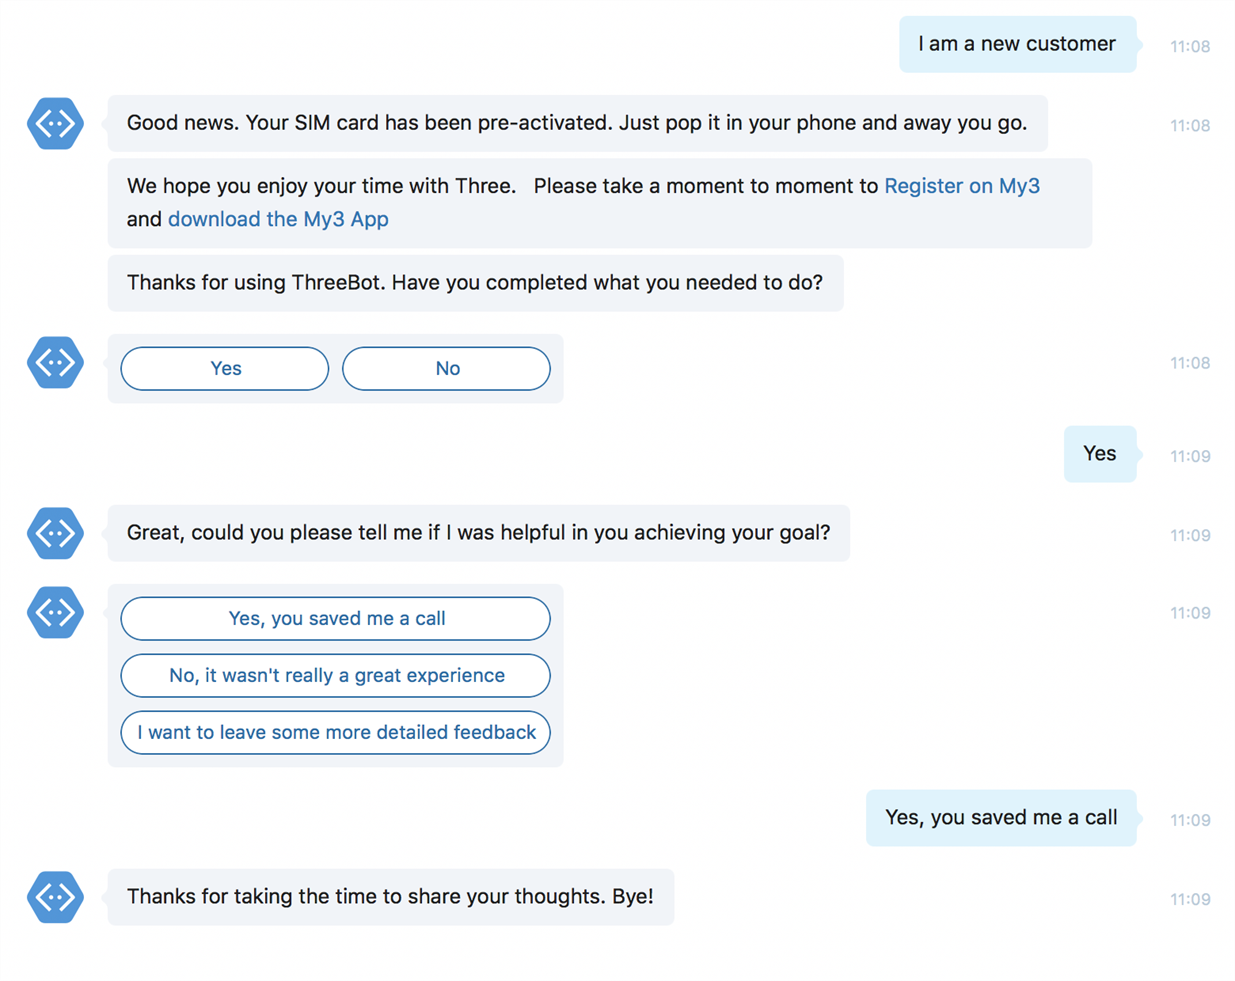 I am a new customer
11:08
Good news. Your SIM card has been pre-activated. Just pop it in your phone and away you go.
11:08
We hope you enjoy your time with Three.   Please take a moment to moment to Register on My3
and download the My3 App
Thanks for using ThreeBot. Have you completed what you needed to do?
Yes
No
11:08
Yes
11:09
Great, could you please tell me if I was helpful in you achieving your goal?
11:09
Yes, you saved me a call
11:09
No, it wasn't really a great experience
I want to leave some more detailed feedback
Yes, you saved me a call
11:09
Thanks for taking the time to share your thoughts. Bye!
11:09